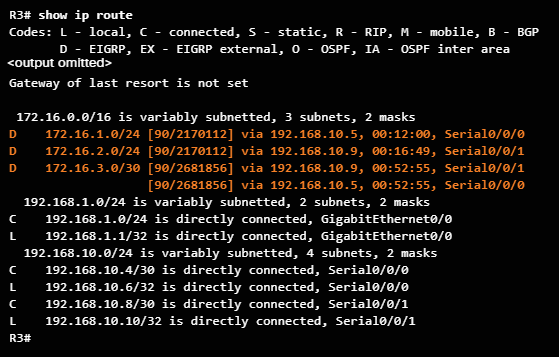 R3# show ip route
Codes: L - local, C - connected, S - static, R - RIP, M - mobile, B - BGP
D - EIGRP, EX - EIGRP external, O - OSPF, IA - OSPF inter area
<output omitted>
Gateway of last resort is not set
172.16.0.0/16 is variably subnetted, 3 subnets, 2 masks
D 172.16.1.0/24 [90/2170112] via 192.168.10.5, 00:12:00, Serial0/0/0
D 172.16.2.0/24 [90/2170112] via 192.168.10.9, 00:16:49, Serial0/0/1
D 172.16.3.0/30 [90/2681856] via 192.168.10.9, 00:52:55, Serial0/0/1
[90/2681856] via 192.168.10.5, 00:52:55, Serial0/0/0
192.168.1.0/24 is variably subnetted, 2 subnets, 2 masks
C 192.168.1.0/24 is directly connected, GigabitEthernet0/0
L 192.168.1.1/32 is directly connected, GigabitEthernet0/0
192.168.10.0/24 is variably subnetted, 4 subnets, 2 masks
C 192.168.10.4/30 is directly connected, Serial0/0/0
L 192.168.10.6/32 is directly connected, Serial0/0/0
C 192.168.10.8/30 is directly connected, Serial0/0/1
L 192.168.10.10/32 is directly connected, Serial0/0/1
R3#